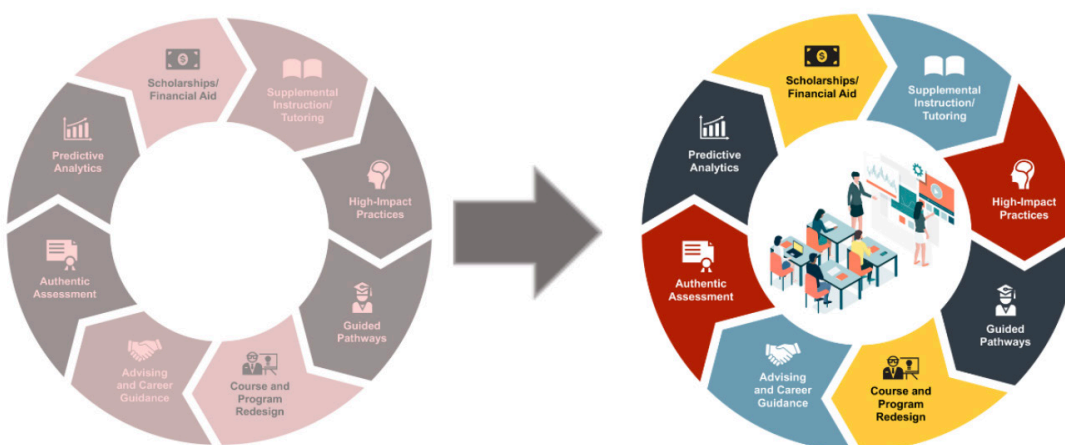 Scholarships/
Financial Aid
Supplemental
Instruction/
Tutoring
High-Impact
Practices
Guided
Pathways
Course and
Program
Redesign
Advising
and Career
Guidance
Authentic
Assessment
Predictive
Analytics
Scholarships/
Financial Aid
Supplemental
Instruction/
Tutoring
High-Impact
Practices
Guided
Pathways
Course and
Program
Redesign
Advising
and Career
Guidance
Authentic
Assessment
Predictive
Analytics